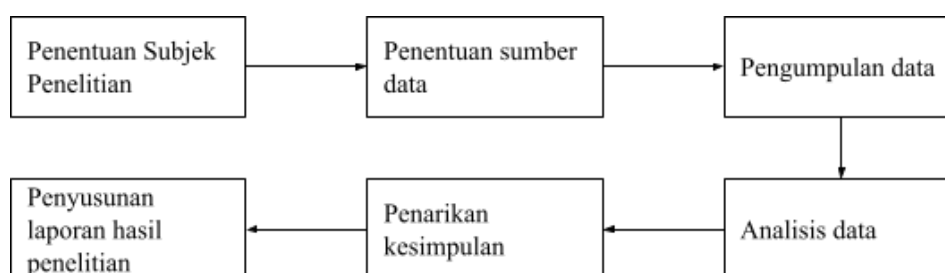 Penentuan Subjek
Penelitian
Penentuan sumber
data
Pengumpulan data
Analisis data
Penarikan
kesimpulan
Penyusunan
laporan hasil
penelitian